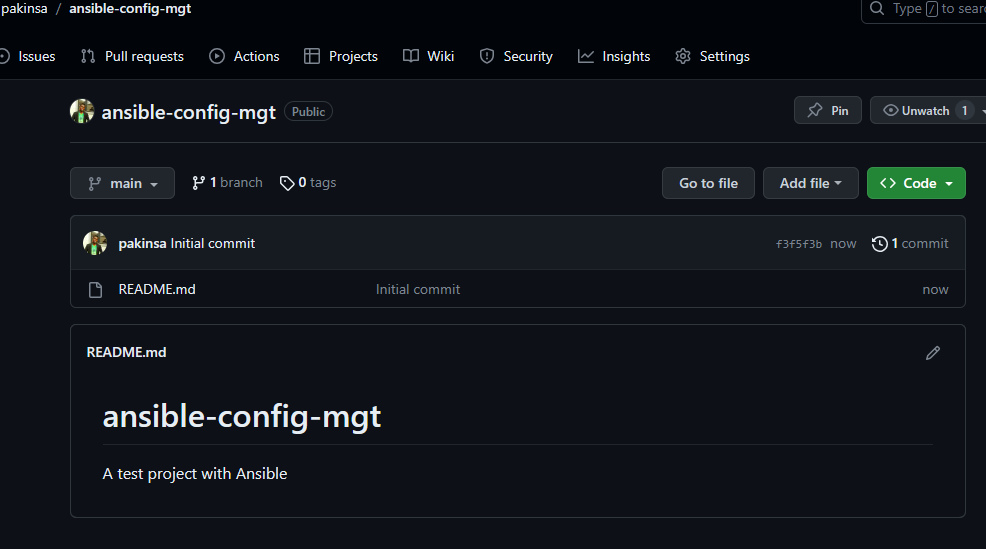 pakinsa / ansible-config-mgt
Type / to sear
Issues Pull requests Actions Projects Wiki Security Insights Settings
ansible-config-mgt Public
Pin Unwatch 1
main 1 branch 0 tags Go to file Add file <> Code
pakinsa Initial commit f3f5f3b now 1 commit
README.md Initial commit now
README.md
ansible-config-mgt
A test project with Ansible